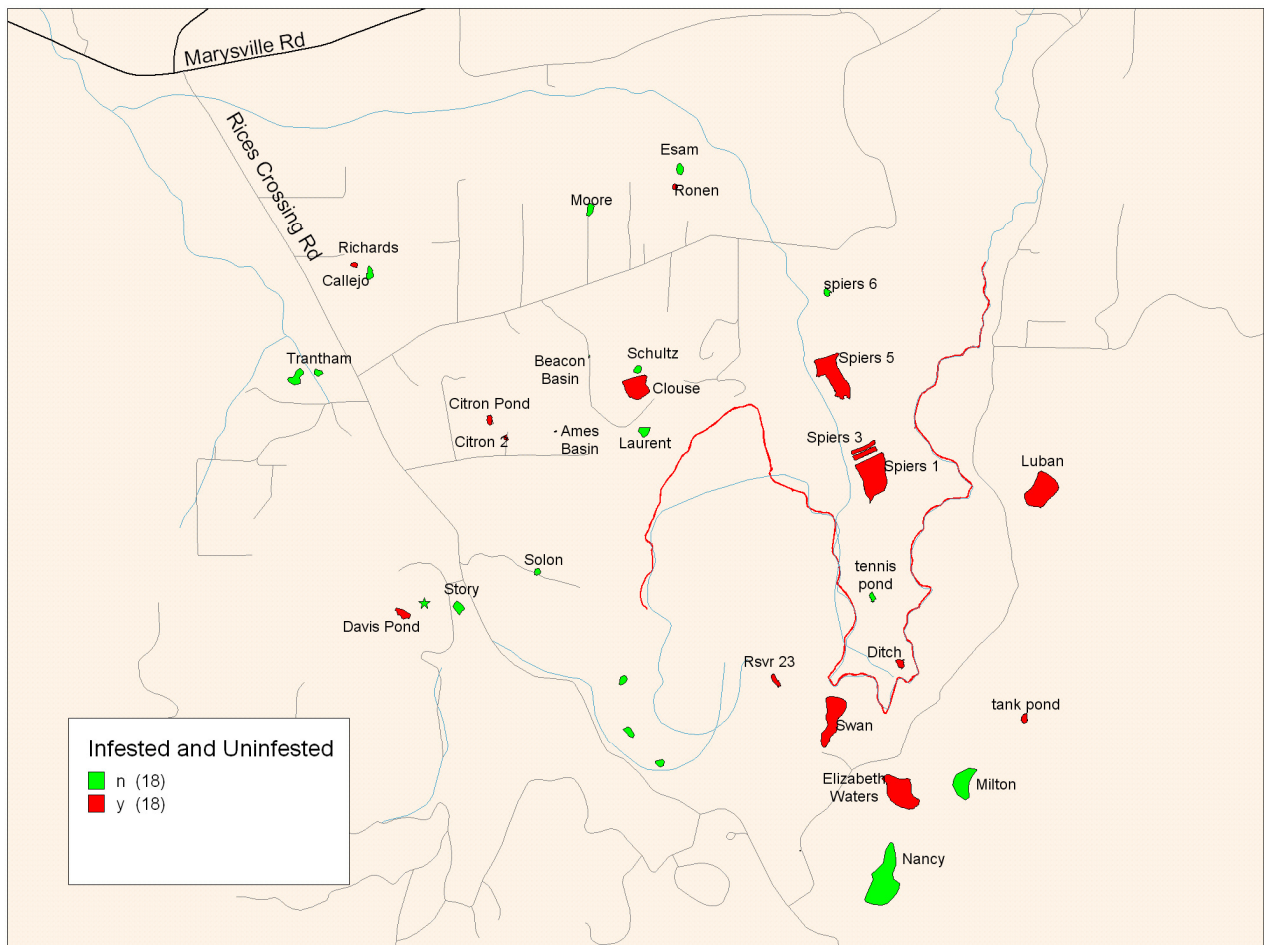 Marysville Rd
Rices Crossing Rd
Esam
Ronen
Moore
Richards
Callejo
spiers 6
Trantham
Schultz
Beacon
Basin
Clouse
Spiers 5
Citron Pond
Citron 2
Ames
Basin
Laurent
Spiers 3
Spiers 1
Luban
Solon
tennis
pond
Story
Davis Pond
Ditch
Rsvr 23
tank pond
Swan
Elizabeth
Waters
Milton
Nancy
Infested and Uninfested
n (18)
y (18)